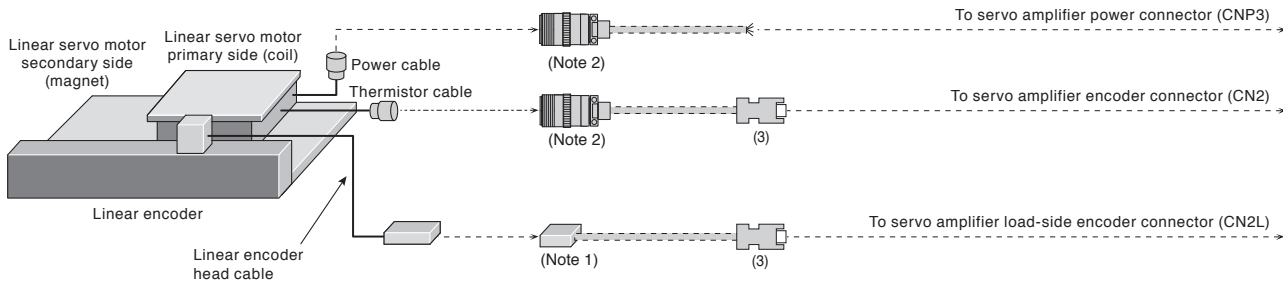 To servo amplifier power connector (CNP3)
Linear servo motor
secondary side
(magnet)
Linear servo motor
primary side (coil)
Power cable
(Note 2)
Thermistor cable
To servo amplifier encoder connector (CN2)
(Note 2)
(3)
Linear encoder
Linear encoder
head cable
To servo amplifier load-side encoder connector (CN2L)
(Note 1)
(3)